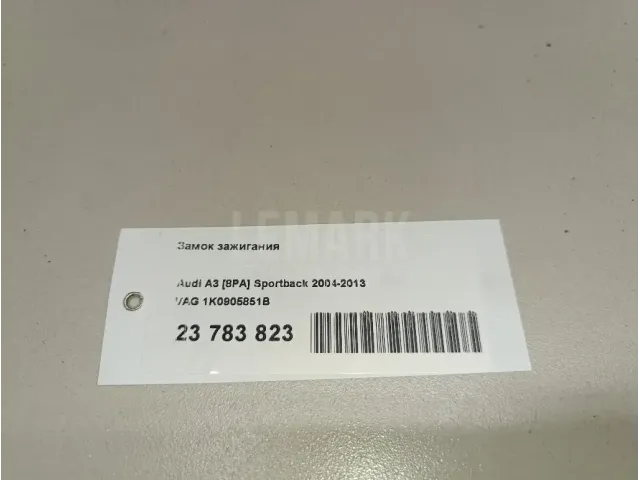 LEMARK
Замок зажигания
Audi A3 [8PA] Sportback 2004-2013
VAG 1K0905851B
23 783 823